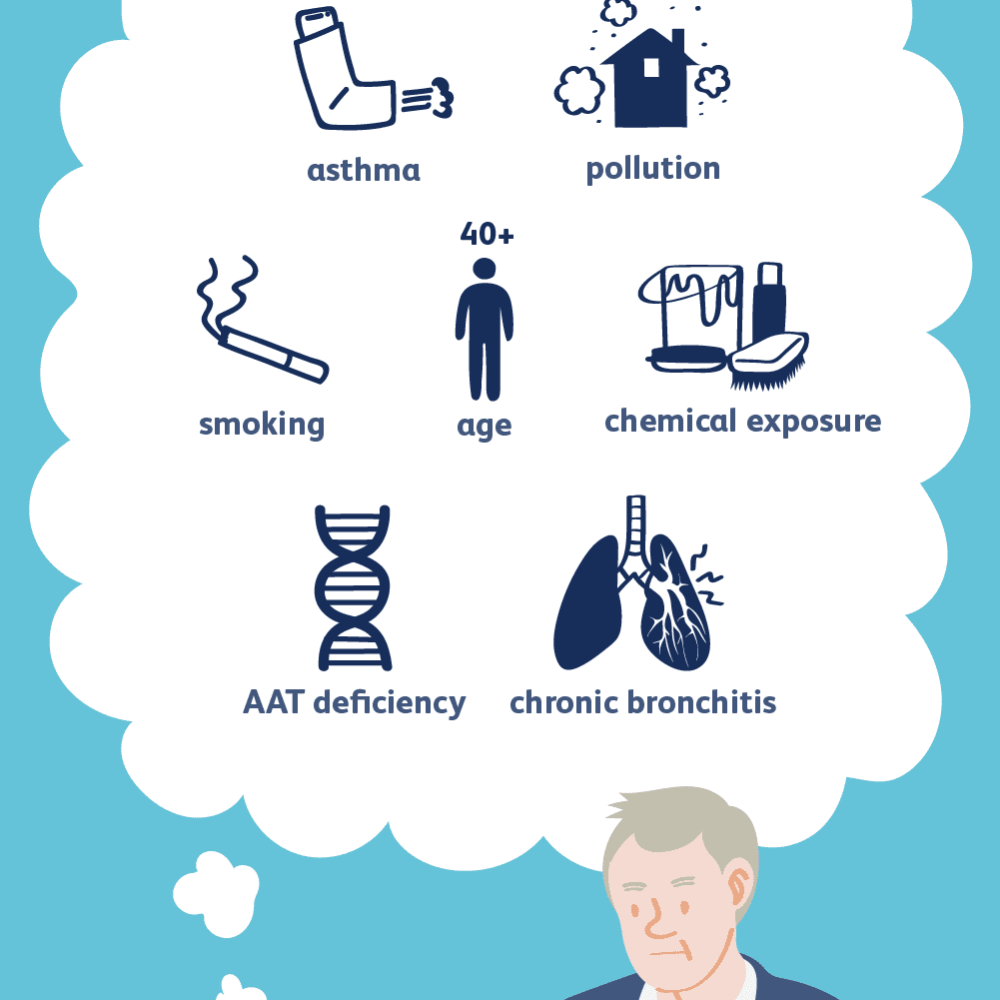 asthma
pollution
40+
smoking
age
chemical exposure
AAT deficiency
chronic bronchitis